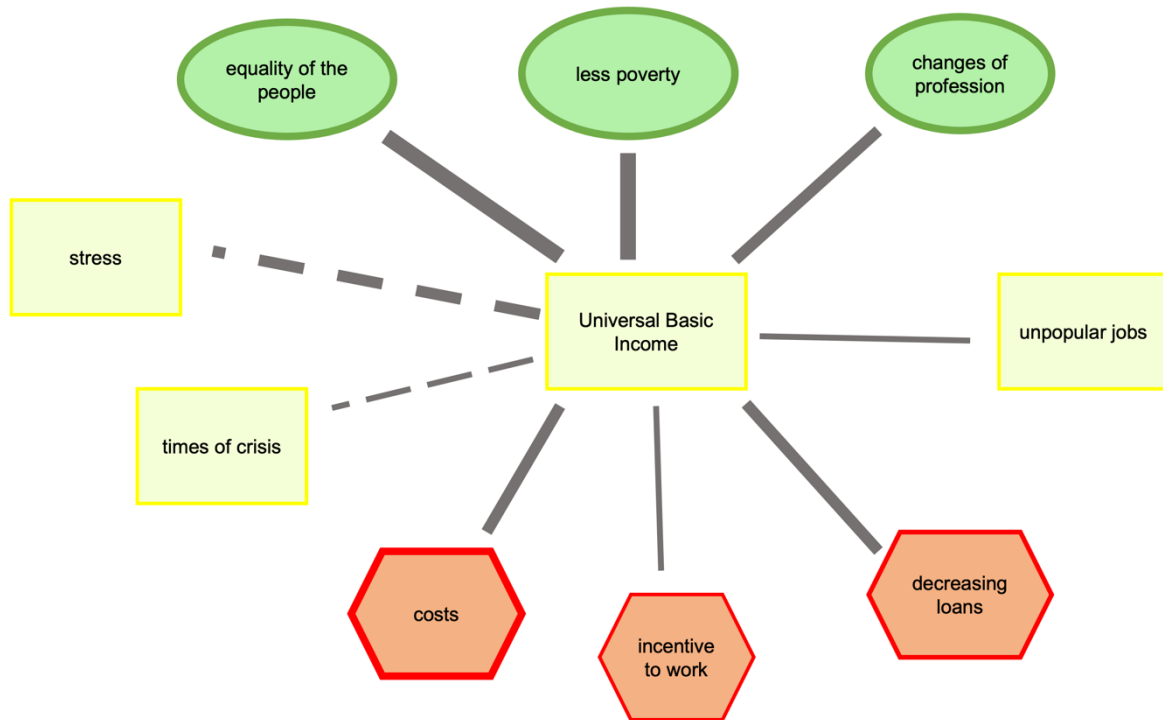 equality of the
people
less poverty
changes of
profession
stress
Universal Basic
Income
unpopular jobs
times of crisis
costs
incentive
to work
decreasing
loans